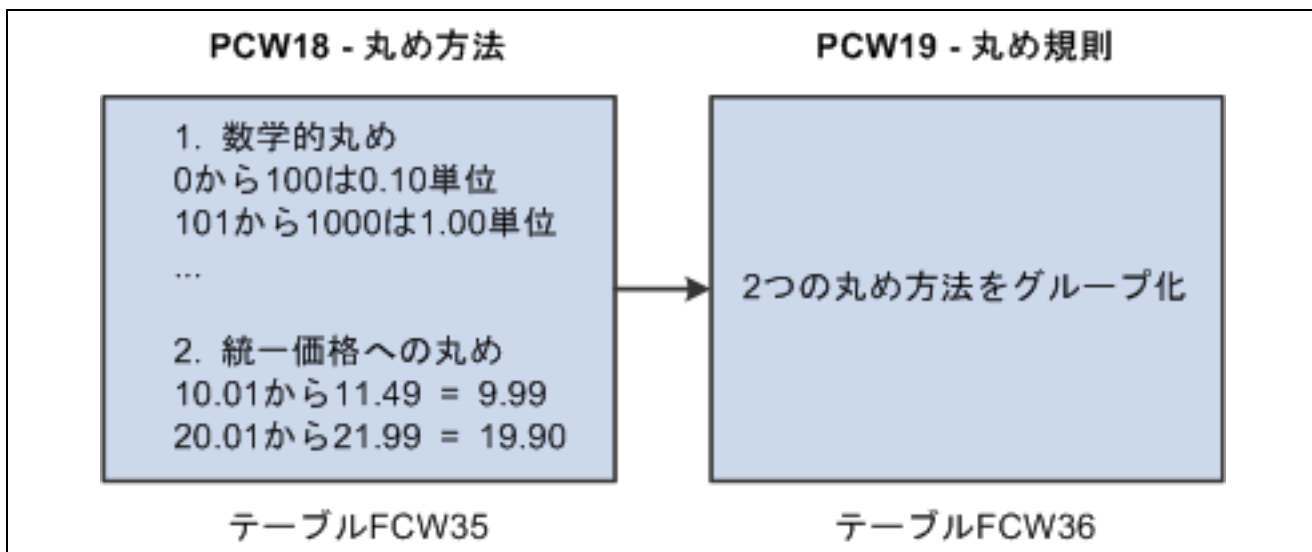 PCW18 - 丸め方法
1. 数学的丸め
0から100は0.10単位
101から1000は1.00単位
...
2. 統一価格への丸め
10.01から11.49 = 9.99
20.01から21.99 = 19.90
テーブルFCW35
PCW19 - 丸め規則
2つの丸め方法をグループ化
テーブルFCW36